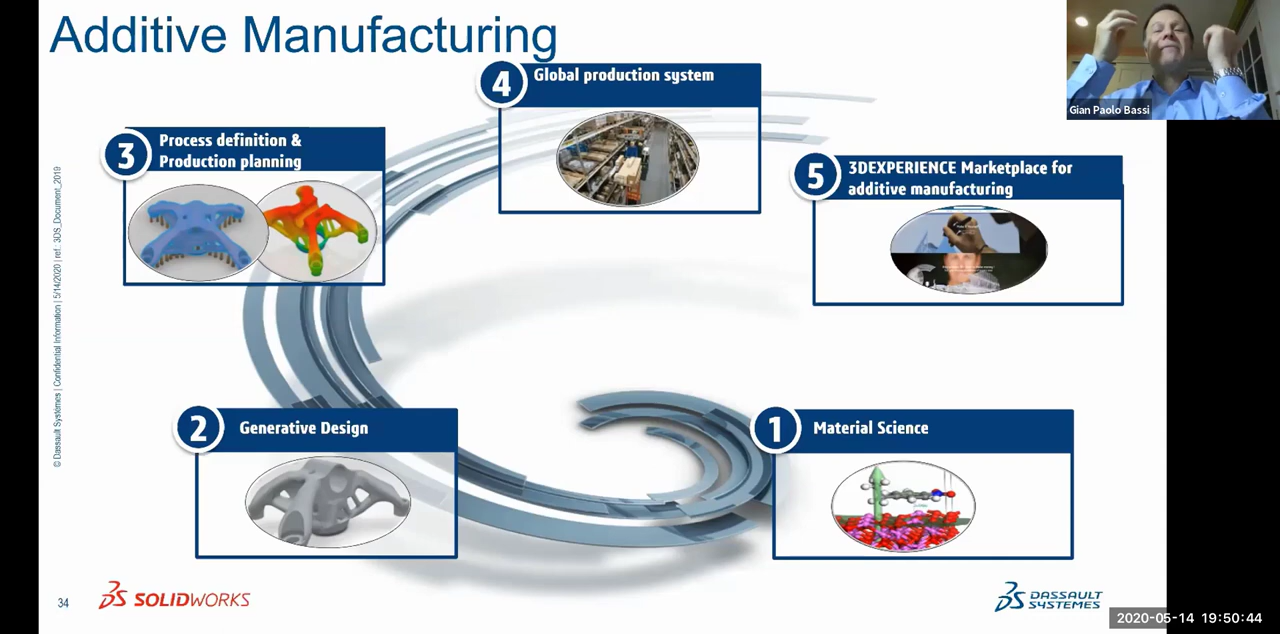 Additive Manufacturing
Gian Paolo Bassi
4
Global production system
3
Process definition &
Production planning
5
3DEXPERIENCE Marketplace for
additive manufacturing
2
Generative Design
1
Material Science
© Dassault Systèmes | Confidential Information | 5/14/2020 | ref.: 3DS_Document_2019
34
SOLIDWORKS
DASSAULT
SYSTEMES
2020-05-14 19:50:44